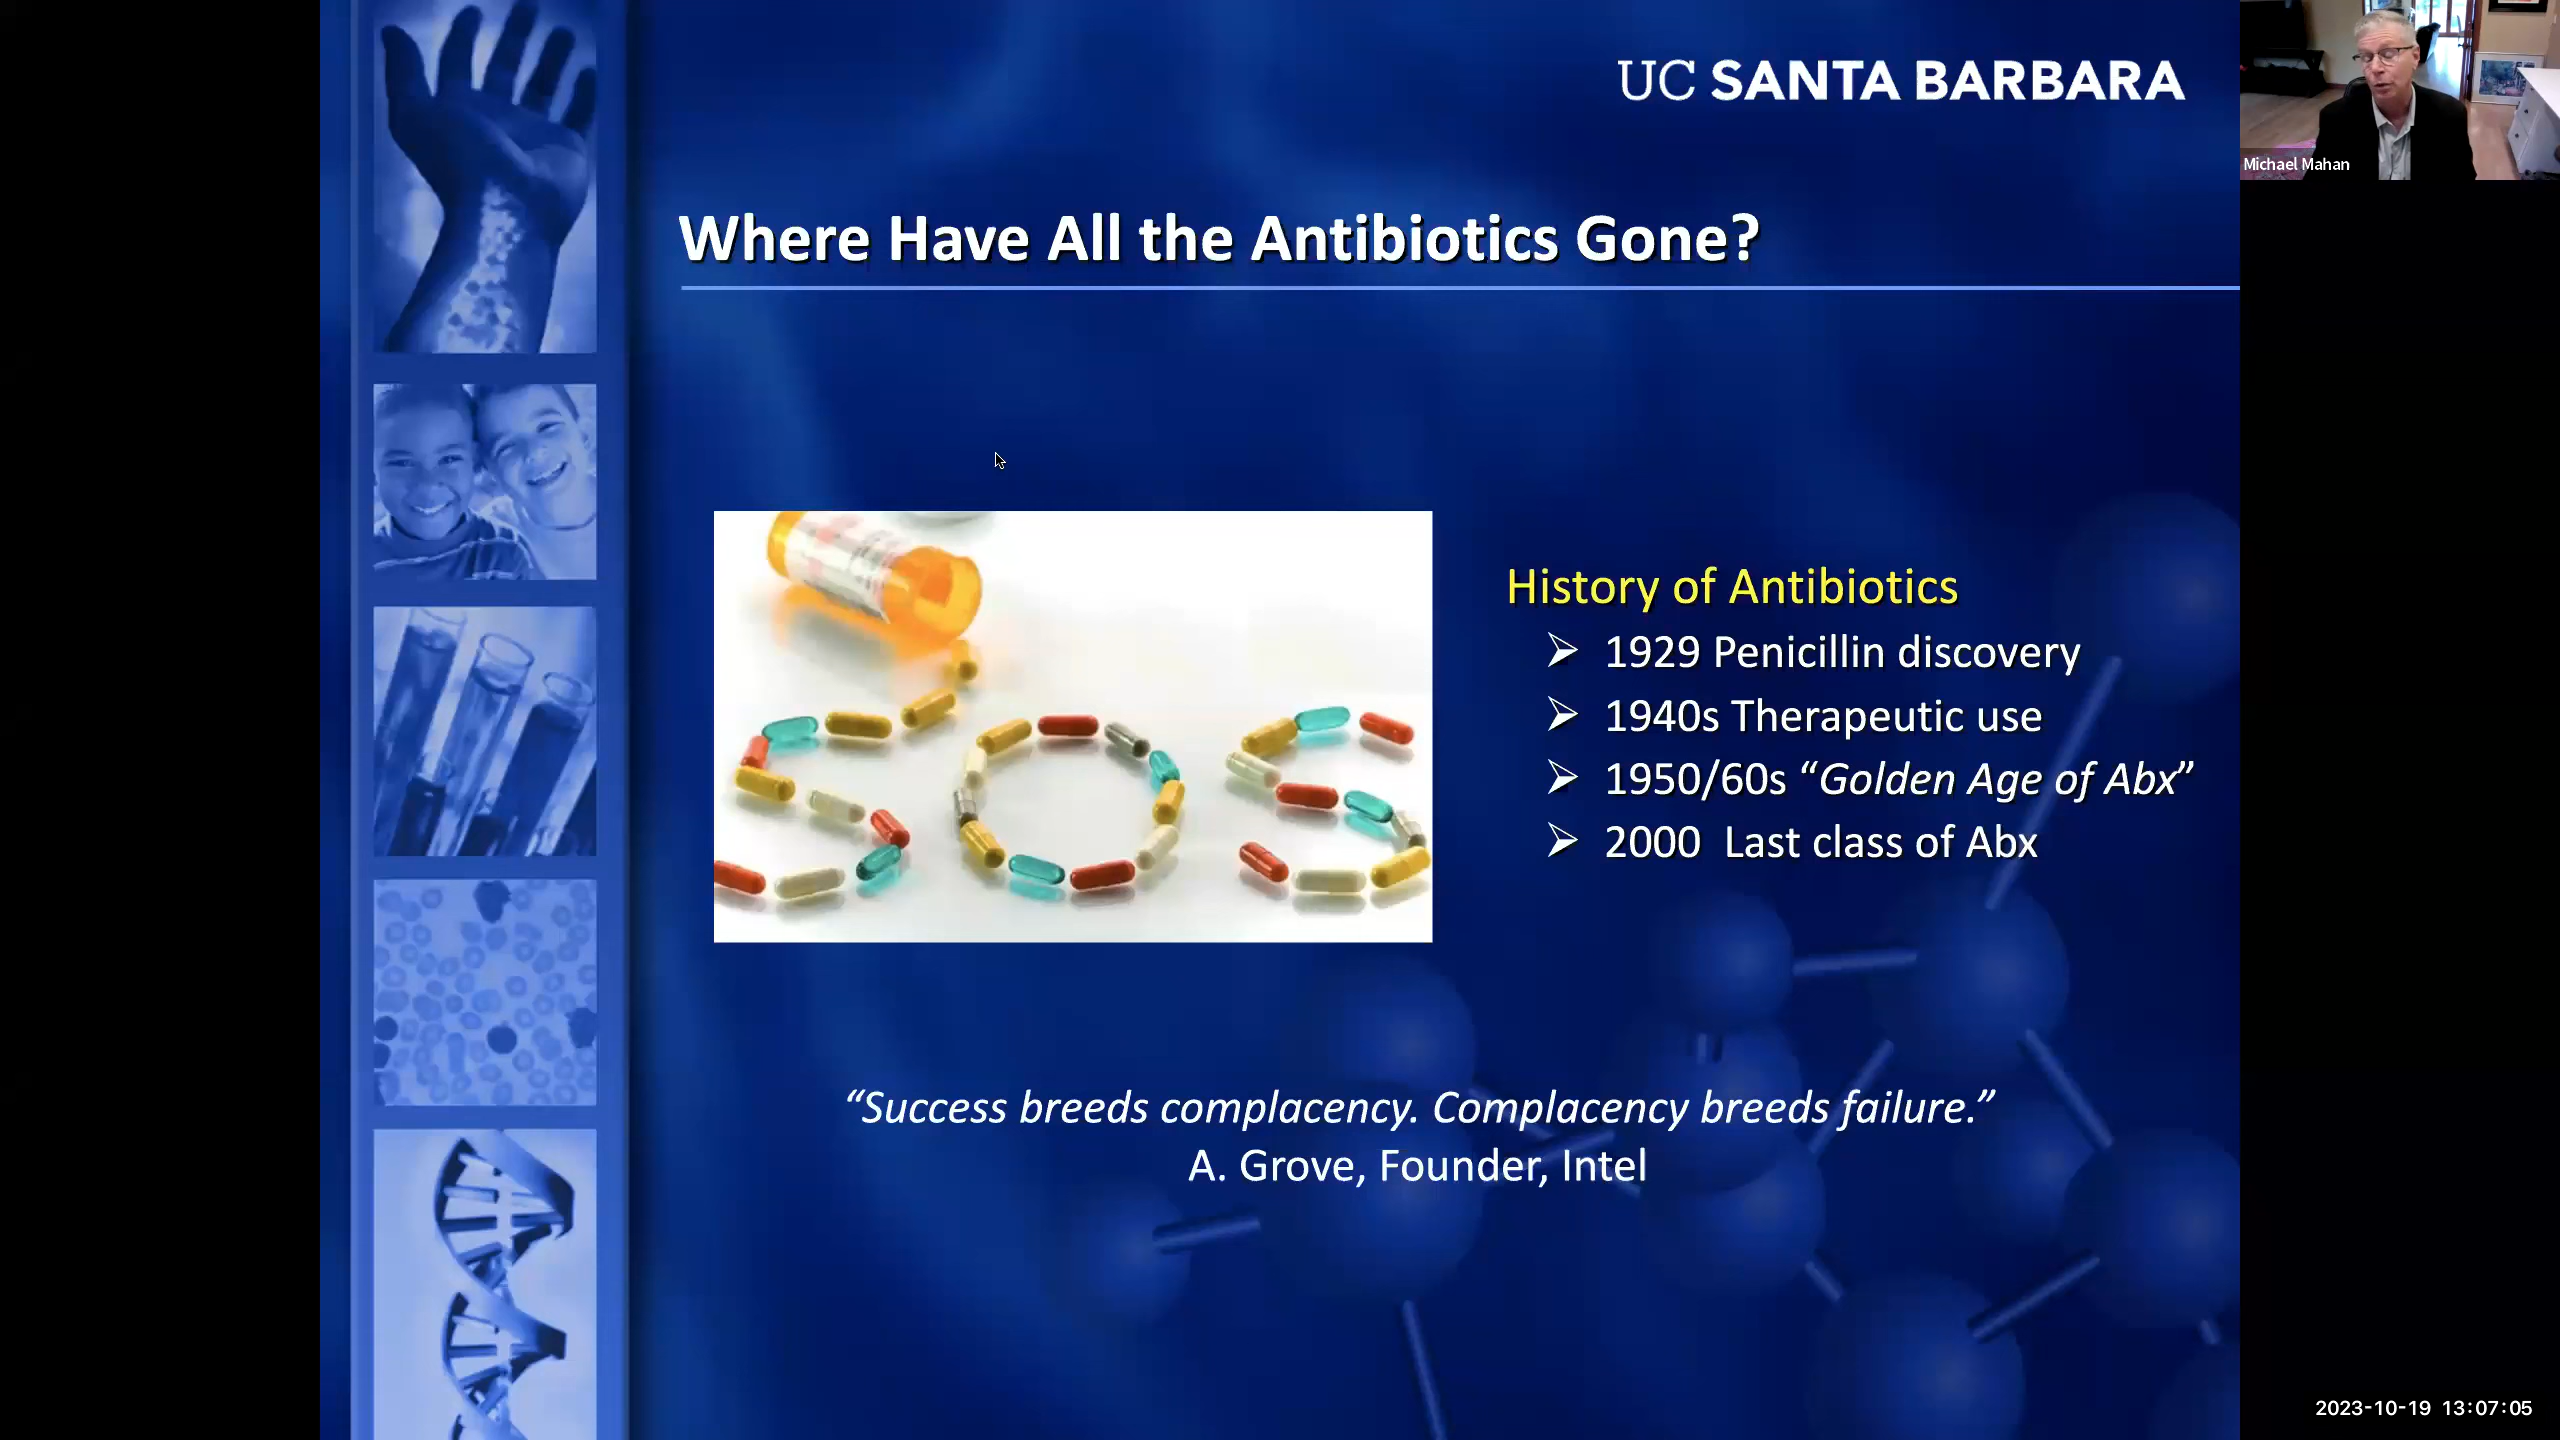 UC SANTA BARBARA
Michael Mahan
Where Have All the Antibiotics Gone?
History of Antibiotics
➢ 1929 Penicillin discovery
➢ 1940s Therapeutic use
➢ 1950/60s “Golden Age of Abx”
➢ 2000 Last class of Abx
“Success breeds complacency. Complacency breeds failure.”
A. Grove, Founder, Intel
2023-10-19 13:07:05